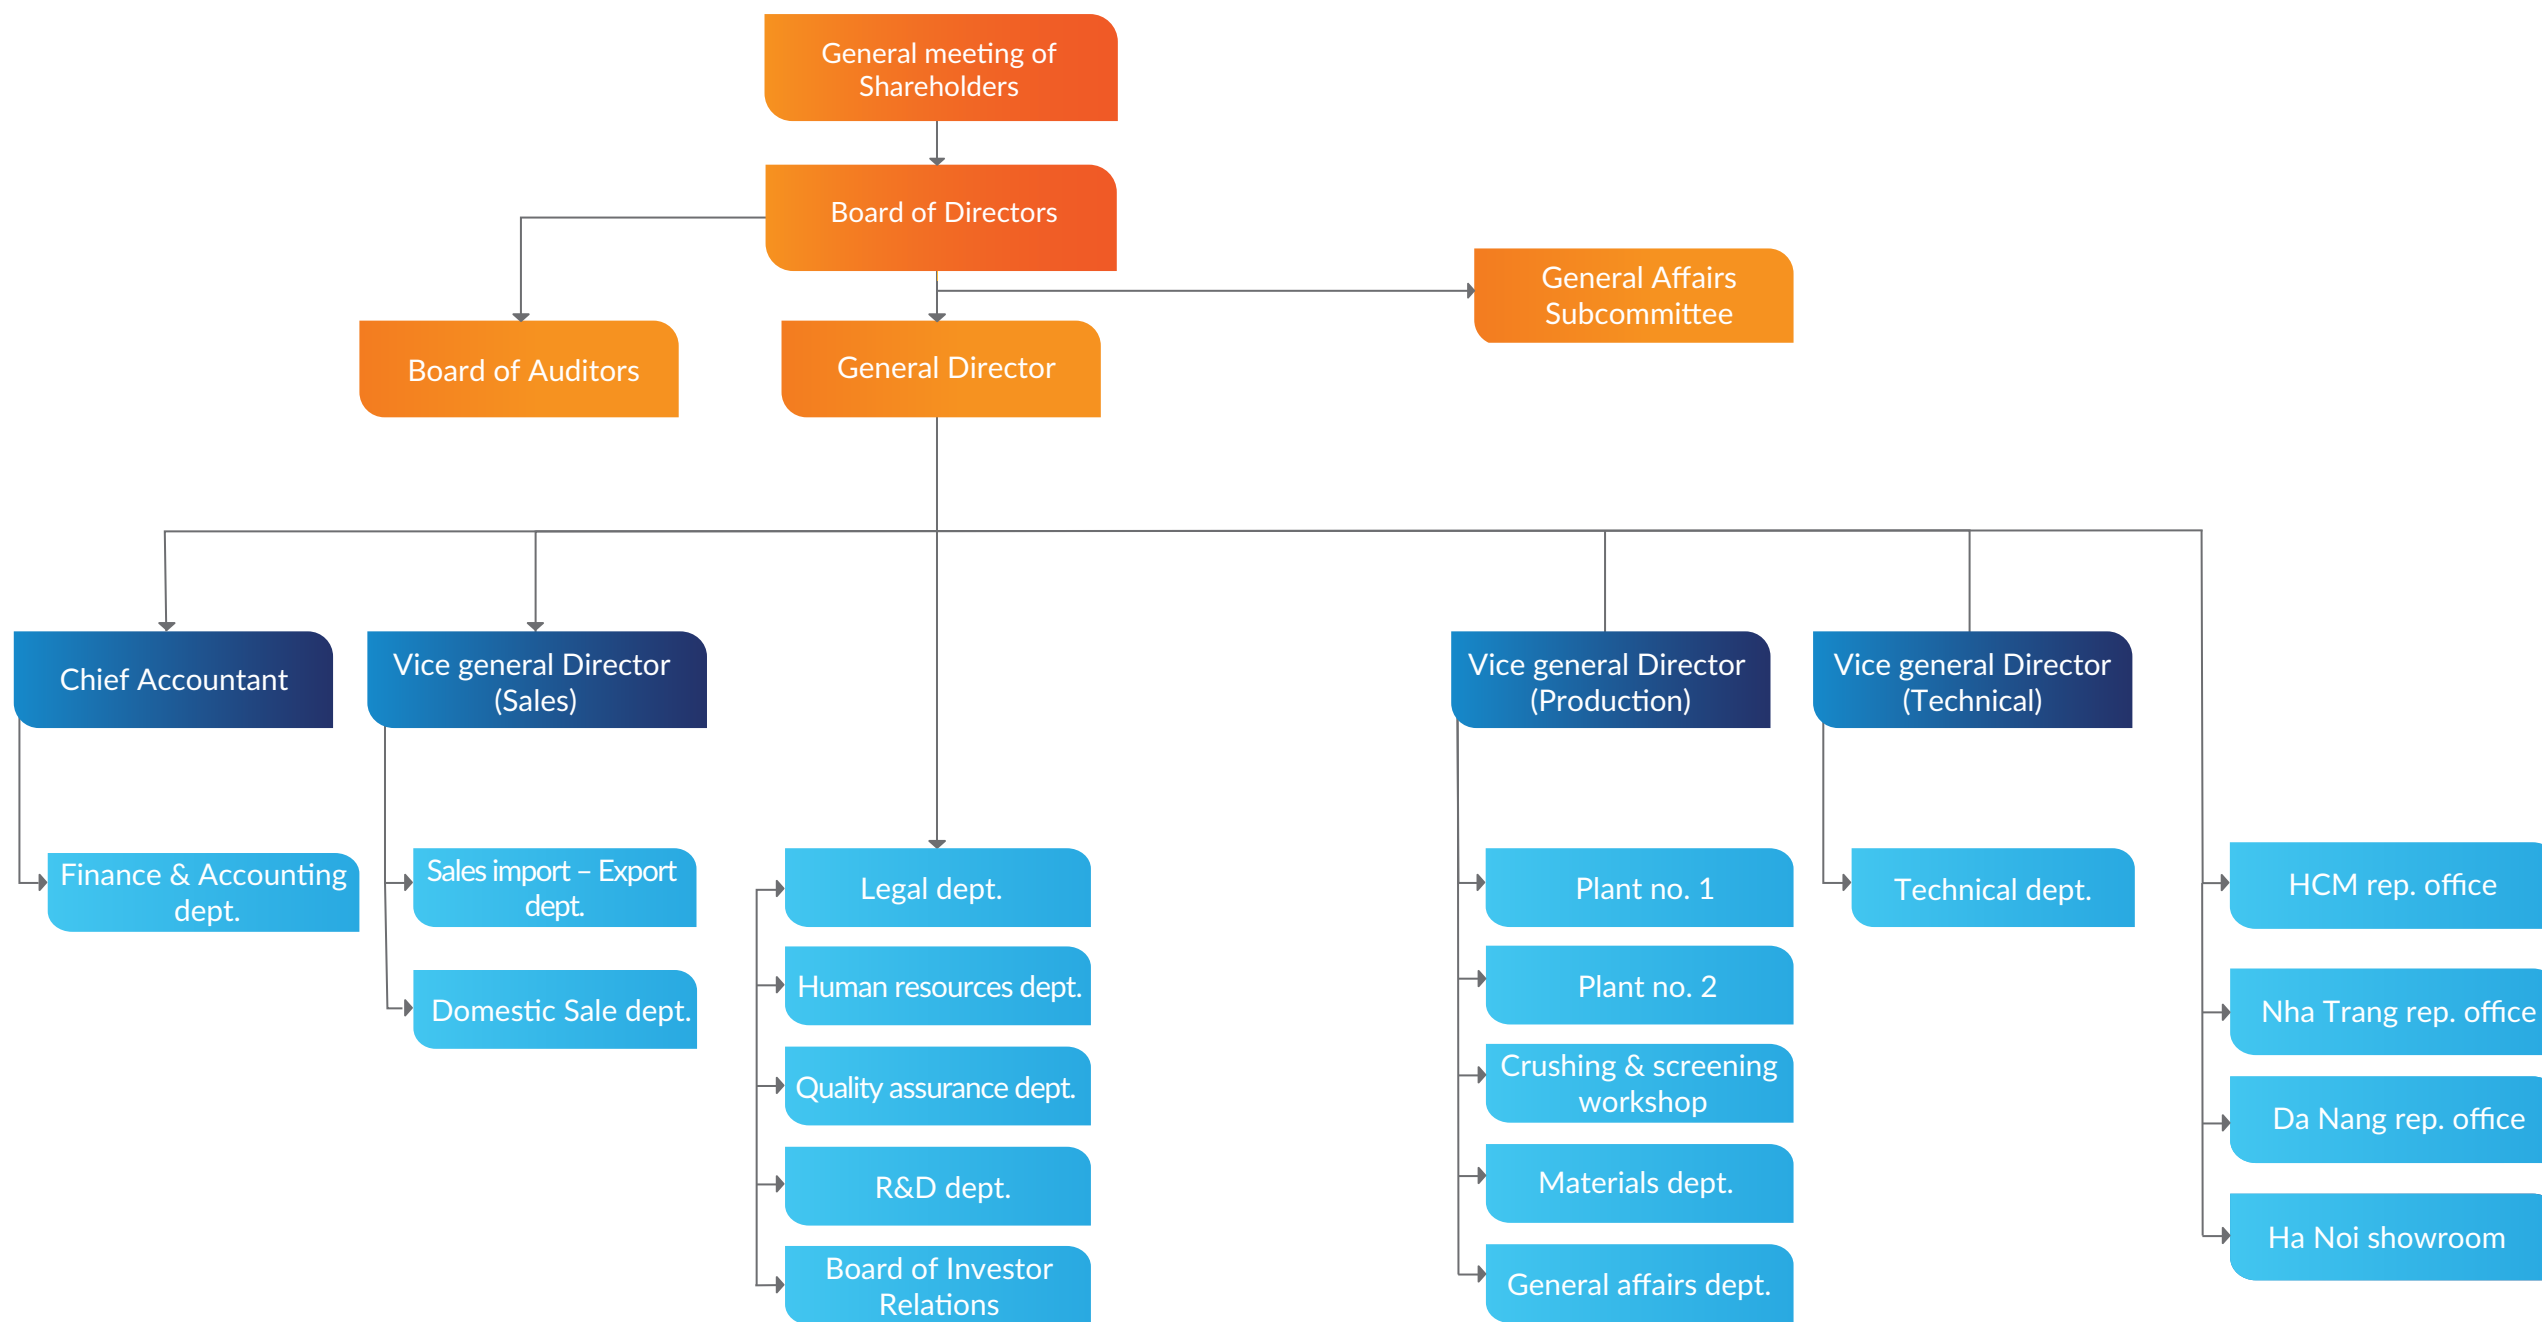 General meeting of
Shareholders
Board of Directors
General Affairs
Subcommittee
Board of Auditors
General Director
Chief Accountant
Vice general Director
(Sales)
Vice general Director
(Production)
Vice general Director
(Technical)
Finance & Accounting
dept.
Sales import – Export
dept.
Domestic Sale dept.
Legal dept.
Human resources dept.
Quality assurance dept.
R&D dept.
Board of Investor
Relations
Plant no. 1
Plant no. 2
Crushing & screening
workshop
Materials dept.
General affairs dept.
Technical dept.
HCM rep. office
Nha Trang rep. office
Da Nang rep. office
Ha Noi showroom